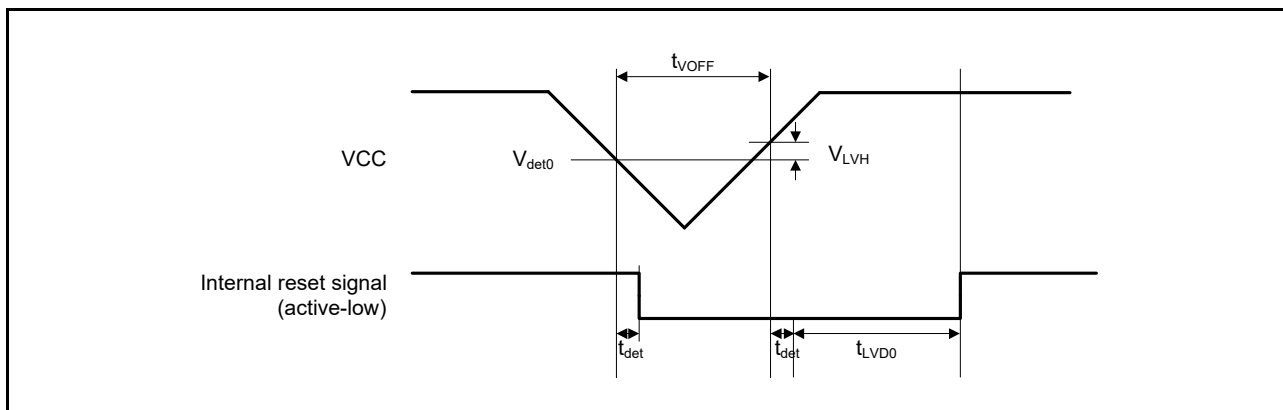 tVOFF
VCC
Vdet0
VLVH
Internal reset signal
(active-low)
tdet
tdet
tLVD0